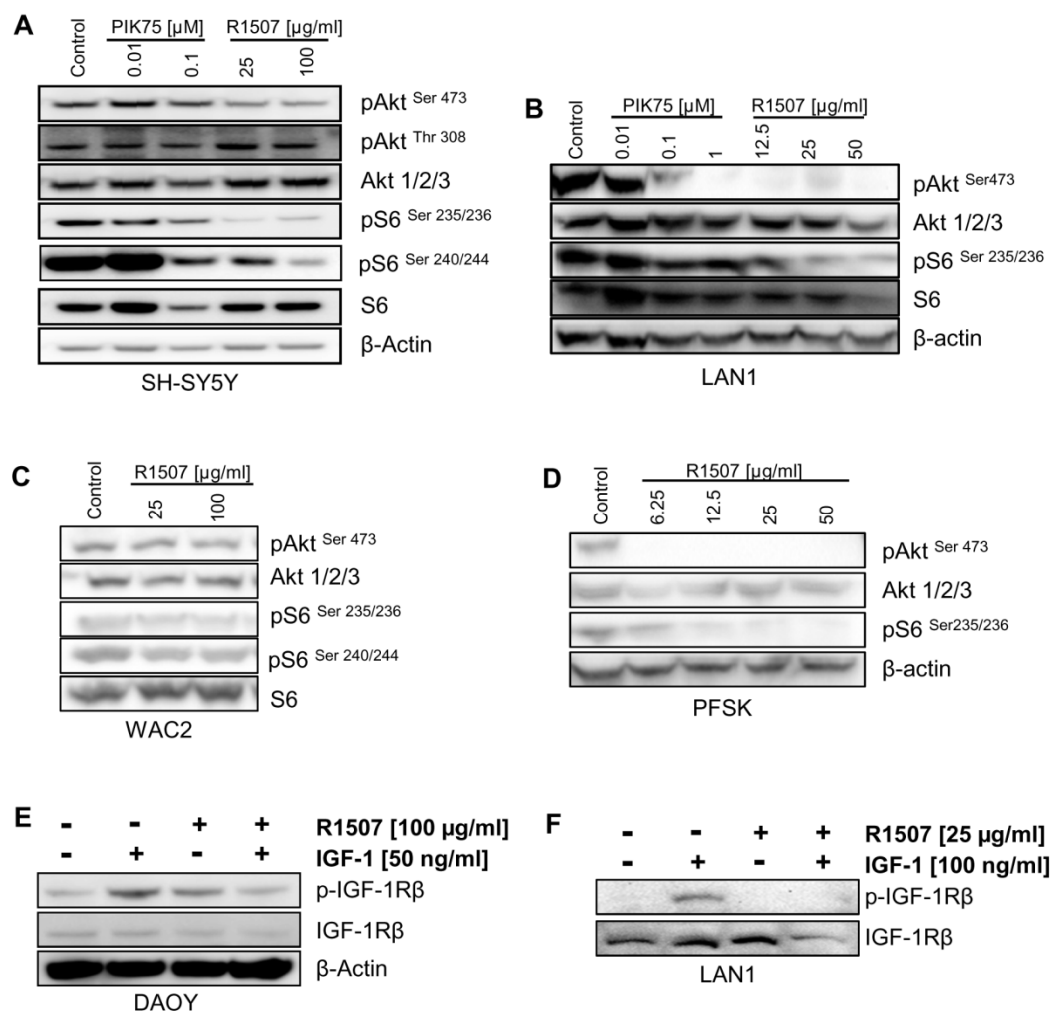 A
Control
PIK75 [µM]
R1507 [µg/ml]
0.01
0.1
25
100
pAkt Ser 473
pAkt Thr 308
Akt 1/2/3
pS6 Ser 235/236
pS6 Ser 240/244
S6
β-Actin
SH-SY5Y
B
Control
PIK75 [µM]
R1507 [µg/ml]
0.01
0.1
1
12.5
25
50
pAkt Ser473
Akt 1/2/3
pS6 Ser 235/236
S6
β-actin
LAN1
C
Control
R1507 [µg/ml]
25
100
pAkt Ser 473
Akt 1/2/3
pS6 Ser 235/236
pS6 Ser 240/244
S6
WAC2
D
Control
R1507 [µg/ml]
6.25
12.5
25
50
pAkt Ser 473
Akt 1/2/3
pS6 Ser235/236
β-actin
PFSK
E
- - + + R1507 [100 µg/ml]
- + - + IGF-1 [50 ng/ml]
p-IGF-1Rβ
IGF-1Rβ
β-Actin
DAOY
F
- - + + R1507 [25 µg/ml]
- + - + IGF-1 [100 ng/ml]
p-IGF-1Rβ
IGF-1Rβ
LAN1